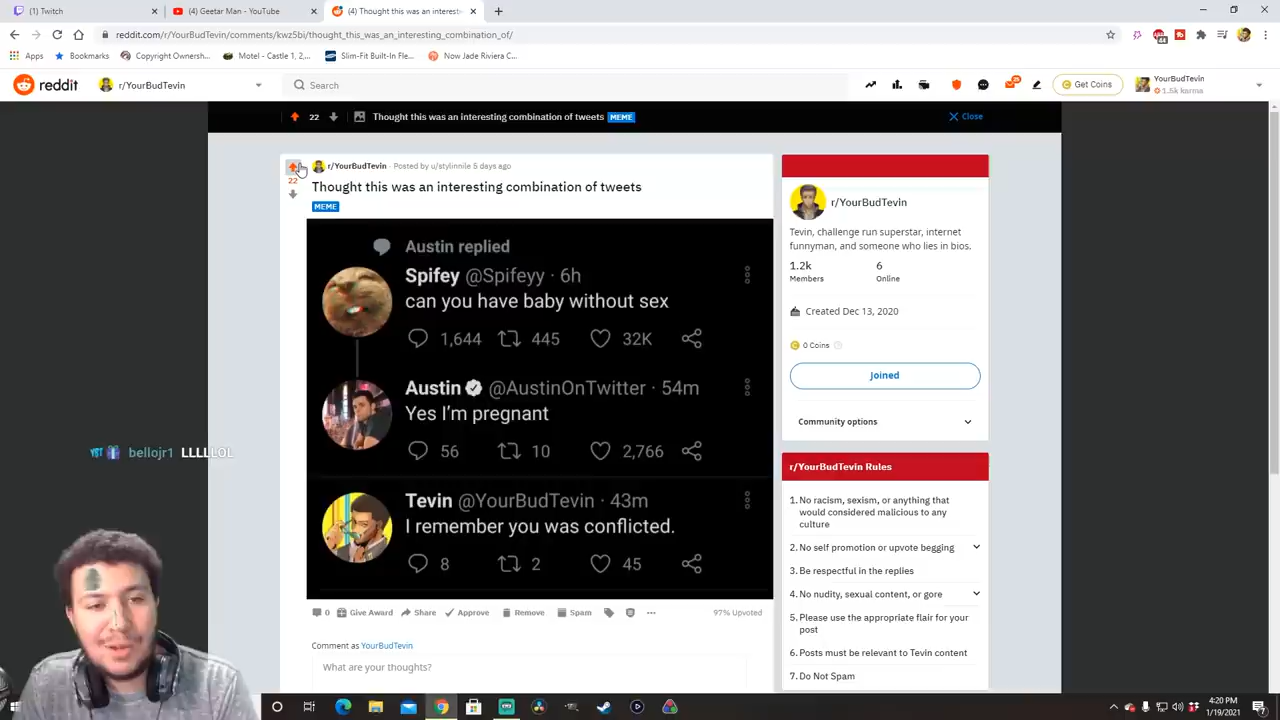 (1) Twitch
(4) Geetar Man - YouTube
(4) Thought this was an interesti
reddit.com/r/YourBudTevin/comments/kwz5bi/thought_this_was_an_interesting_combination_of/
Apps
Bookmarks
Copyright Ownersh...
Motel - Castle 1, 2,...
Slim-Fit Built-In Fle...
Now Jade Riviera C...
reddit
r/YourBudTevin
Search
Get Coins
YourBudTevin
1.5k karma
22
Thought this was an interesting combination of tweets
MEME
Close
22
r/YourBudTevin · Posted by u/stylinnile 5 days ago
Thought this was an interesting combination of tweets
MEME
Austin replied
Spifey @Spifeyy · 6h
can you have baby without sex
1,644 445 32K
Austin @AustinOnTwitter · 54m
Yes I'm pregnant
56 10 2,766
Tevin @YourBudTevin · 43m
I remember you was conflicted.
8 2 45
0 Give Award Share Approve Remove Spam ... 97% Upvoted
Comment as YourBudTevin
What are your thoughts?
r/YourBudTevin
Tevin, challenge run superstar, internet
funnyman, and someone who lies in bios.
1.2k 6
Members Online
Created Dec 13, 2020
0 Coins
Joined
Community options
r/YourBudTevin Rules
1. No racism, sexism, or anything that
would considered malicious to any
culture
2. No self promotion or upvote begging
3. Be respectful in the replies
4. No nudity, sexual content, or gore
5. Please use the appropriate flair for your
post
6. Posts must be relevant to Tevin content
7. Do Not Spam
bellojr1 LLLLLOL
4:20 PM
1/19/2021